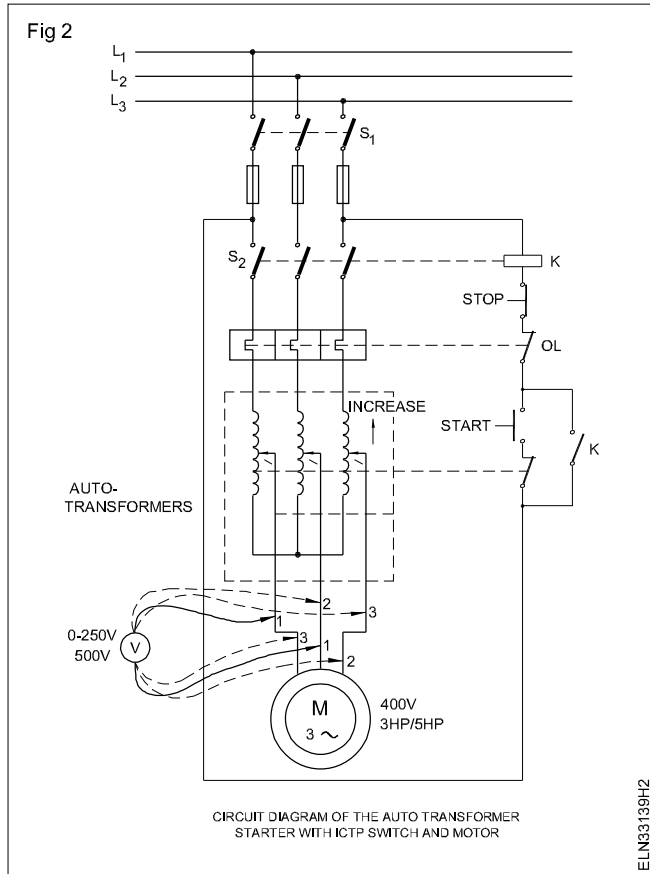 Fig 2
L1
L2
L3
S1
S2
K
STOP
OL
INCREASE
START
K
AUTO-
TRANSFORMERS
2
1
3
3
0-250V
500V
V
1
2
M
3 ~
400V
3HP/5HP
CIRCUIT DIAGRAM OF THE AUTO TRANSFORMER
STARTER WITH ICTP SWITCH AND MOTOR
ELN33139H2